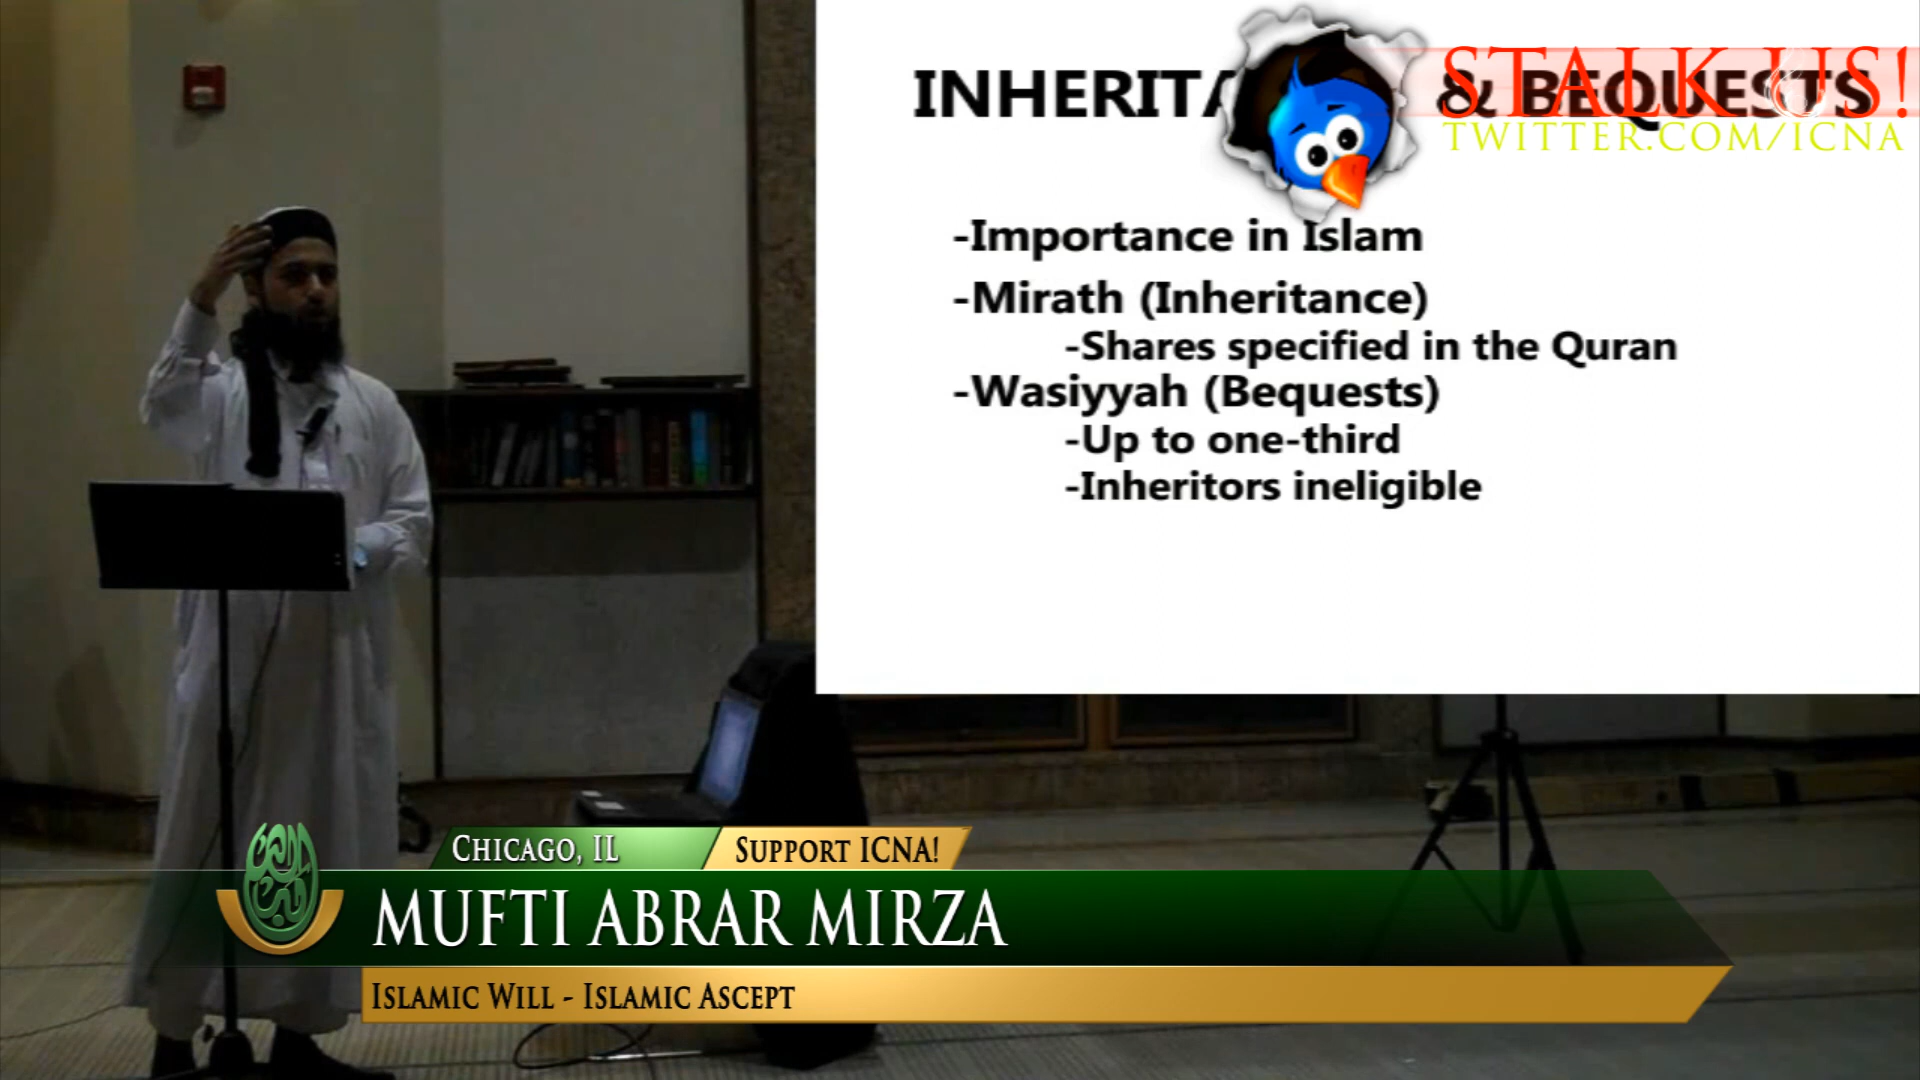 INHERITA & BEQUESTS
STALK US!
TWITTER.COM/ICNA
-Importance in Islam
-Mirath (Inheritance)
-Shares specified in the Quran
-Wasiyyah (Bequests)
-Up to one-third
-Inheritors ineligible
CHICAGO, IL
SUPPORT ICNA!
MUFTI ABRAR MIRZA
ISLAMIC WILL - ISLAMIC ASCEPT